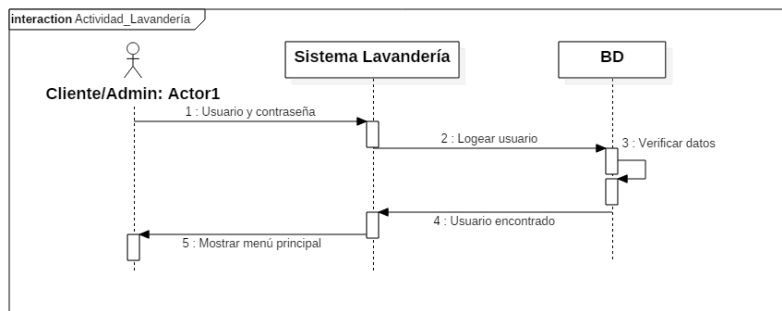 interaction Actividad_Lavandería
Sistema Lavandería
BD
Cliente/Admin: Actor1
1 : Usuario y contraseña
2 : Logear usuario
3 : Verificar datos
4 : Usuario encontrado
5 : Mostrar menú principal